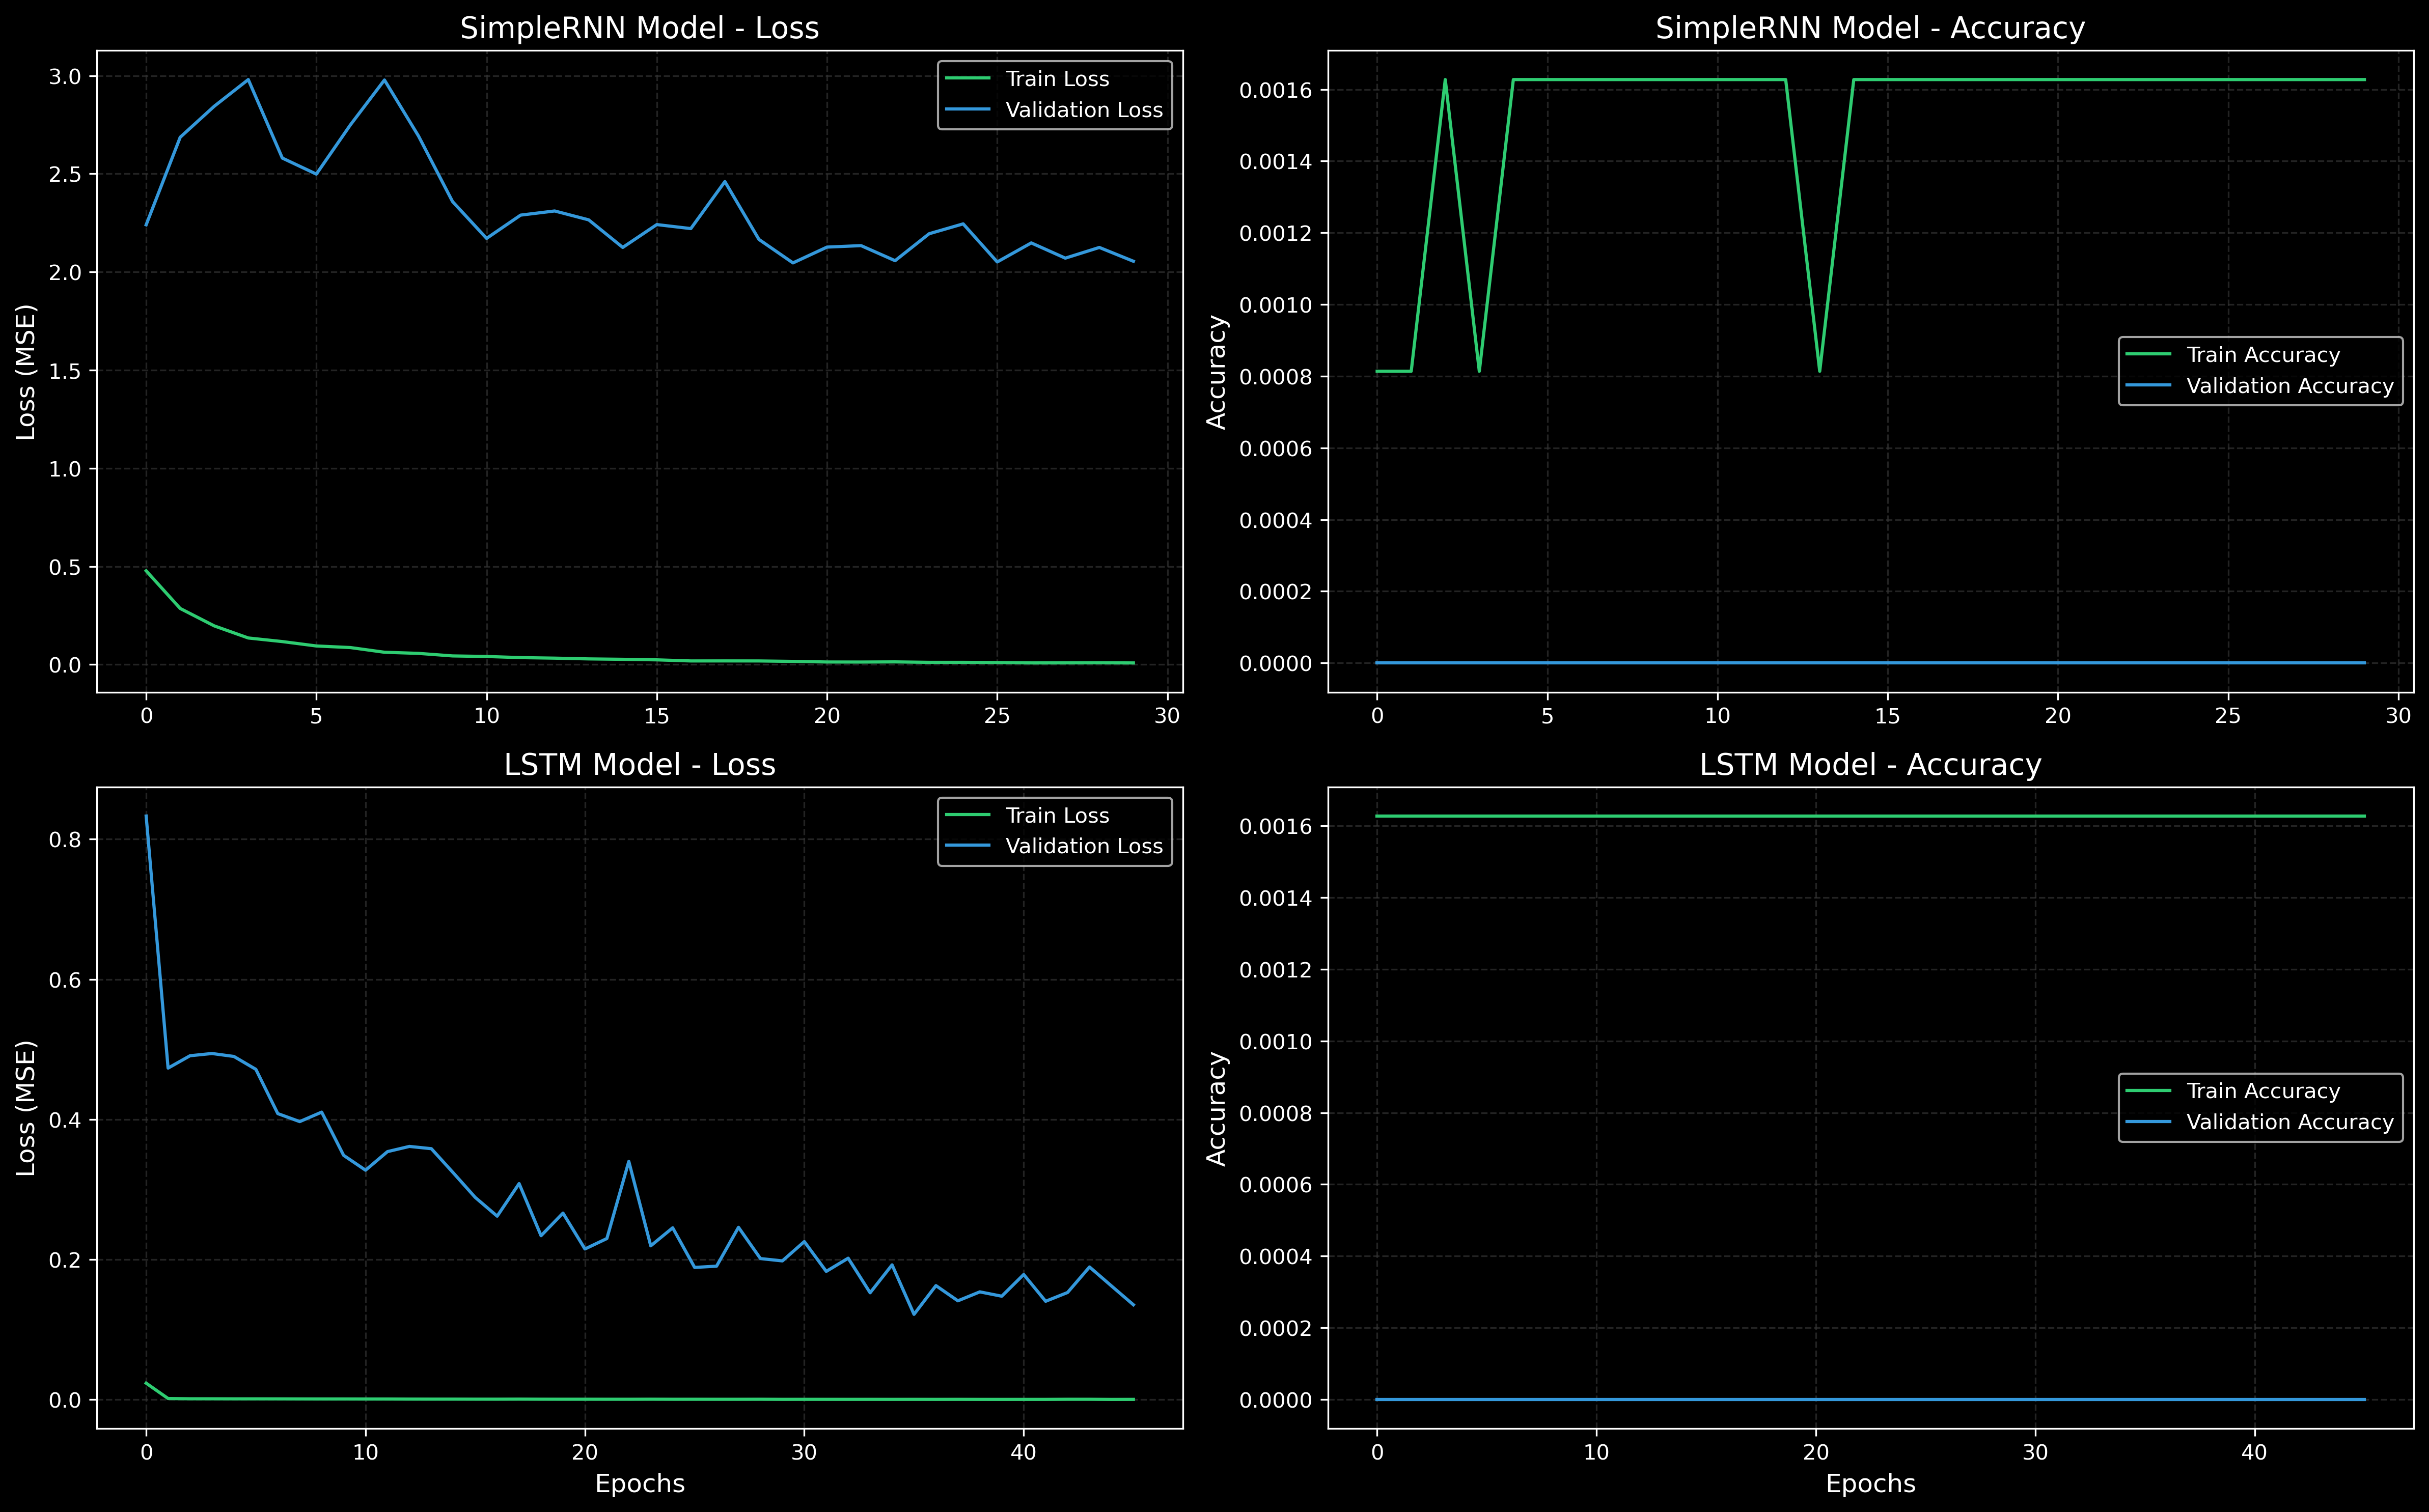 SimpleRNN Model - Loss
Loss (MSE)
3.0
2.5
2.0
1.5
1.0
0.5
0.0
Train Loss
Validation Loss
0 5 10 15 20 25 30
SimpleRNN Model - Accuracy
Accuracy
0.0016
0.0014
0.0012
0.0010
0.0008
0.0006
0.0004
0.0002
0.0000
Train Accuracy
Validation Accuracy
0 5 10 15 20 25 30
LSTM Model - Loss
Loss (MSE)
0.8
0.6
0.4
0.2
0.0
Train Loss
Validation Loss
0 10 20 30 40
Epochs
LSTM Model - Accuracy
Accuracy
0.0016
0.0014
0.0012
0.0010
0.0008
0.0006
0.0004
0.0002
0.0000
Train Accuracy
Validation Accuracy
0 10 20 30 40
Epochs